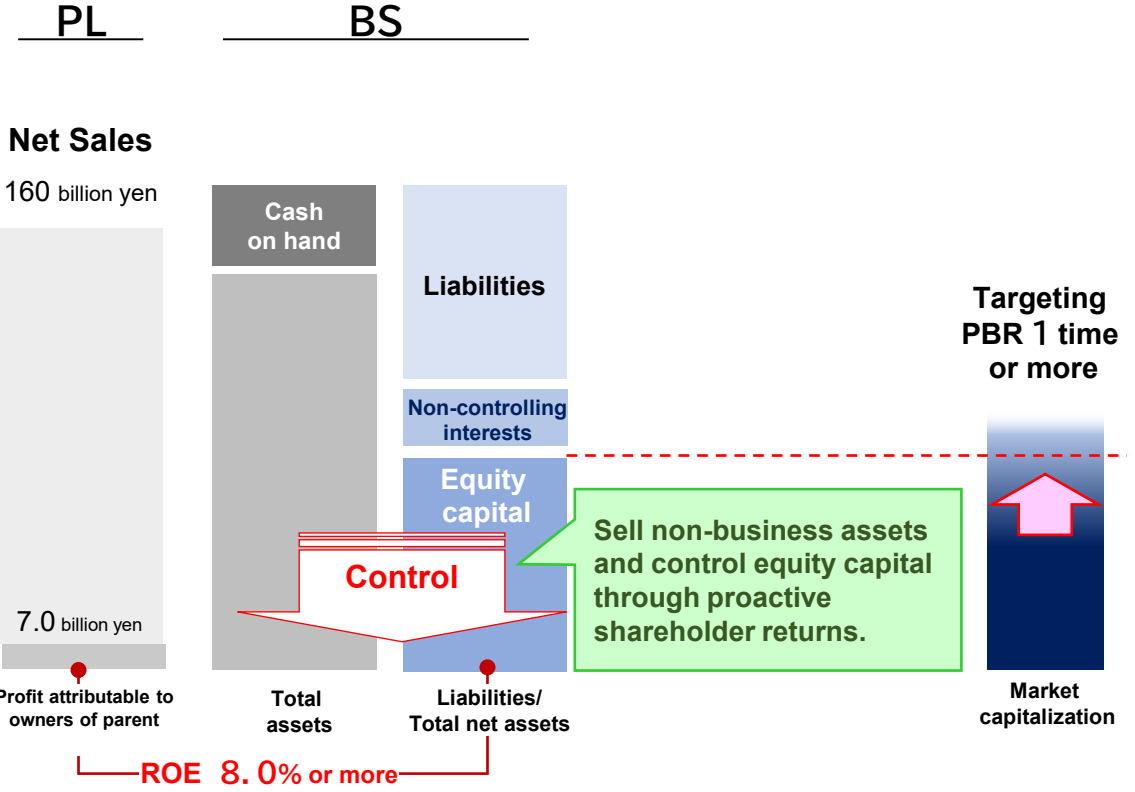 PL
BS
Net Sales
160 billion yen
Cash
on hand
Liabilities
Non-controlling
interests
Equity
capital
Control
Sell non-business assets
and control equity capital
through proactive
shareholder returns.
Targeting
PBR 1 time
or more
7.0 billion yen
Profit attributable to
owners of parent
Total
assets
Liabilities/
Total net assets
Market
capitalization
ROE 8.0% or more